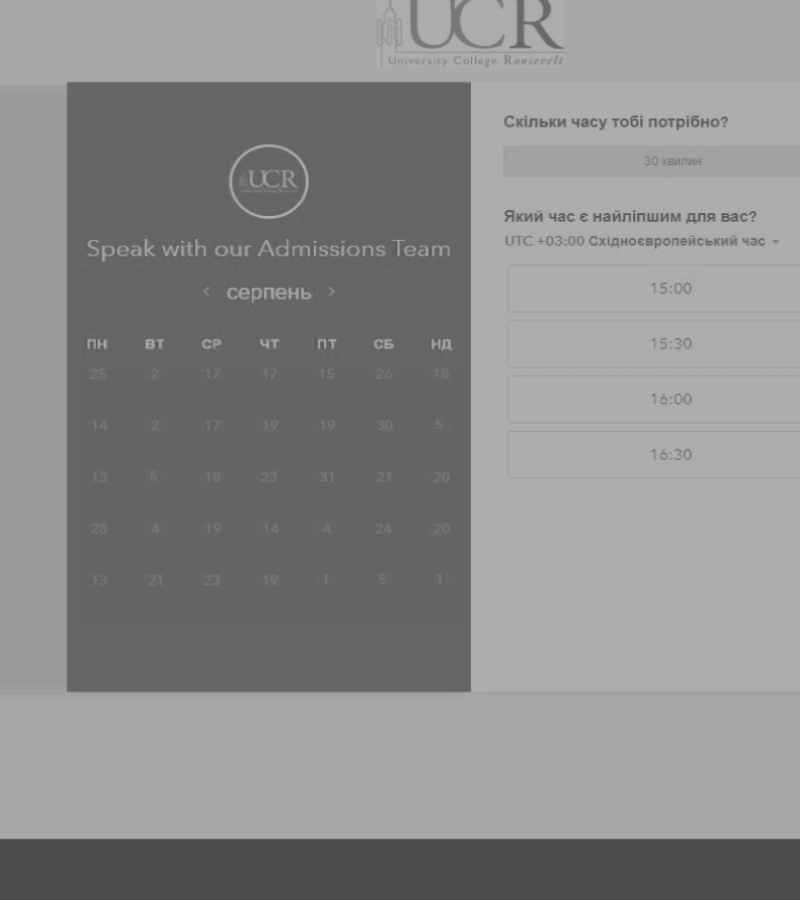 UCR
University College Roosevelt
UCR
Speak with our Admissions Team
< серпень >
ПН ВТ СР ЧТ ПТ СБ НД
25 2 17 17 15 26 18
14 2 17 19 19 30 5
13 5 18 23 31 21 20
28 4 19 14 4 24 20
13 21 23 19 1 5 1
Скільки часу тобі потрібно?
30 хвилин
Який час є найліпшим для вас?
UTC +03:00 Східноєвропейський час
15:00
15:30
16:00
16:30